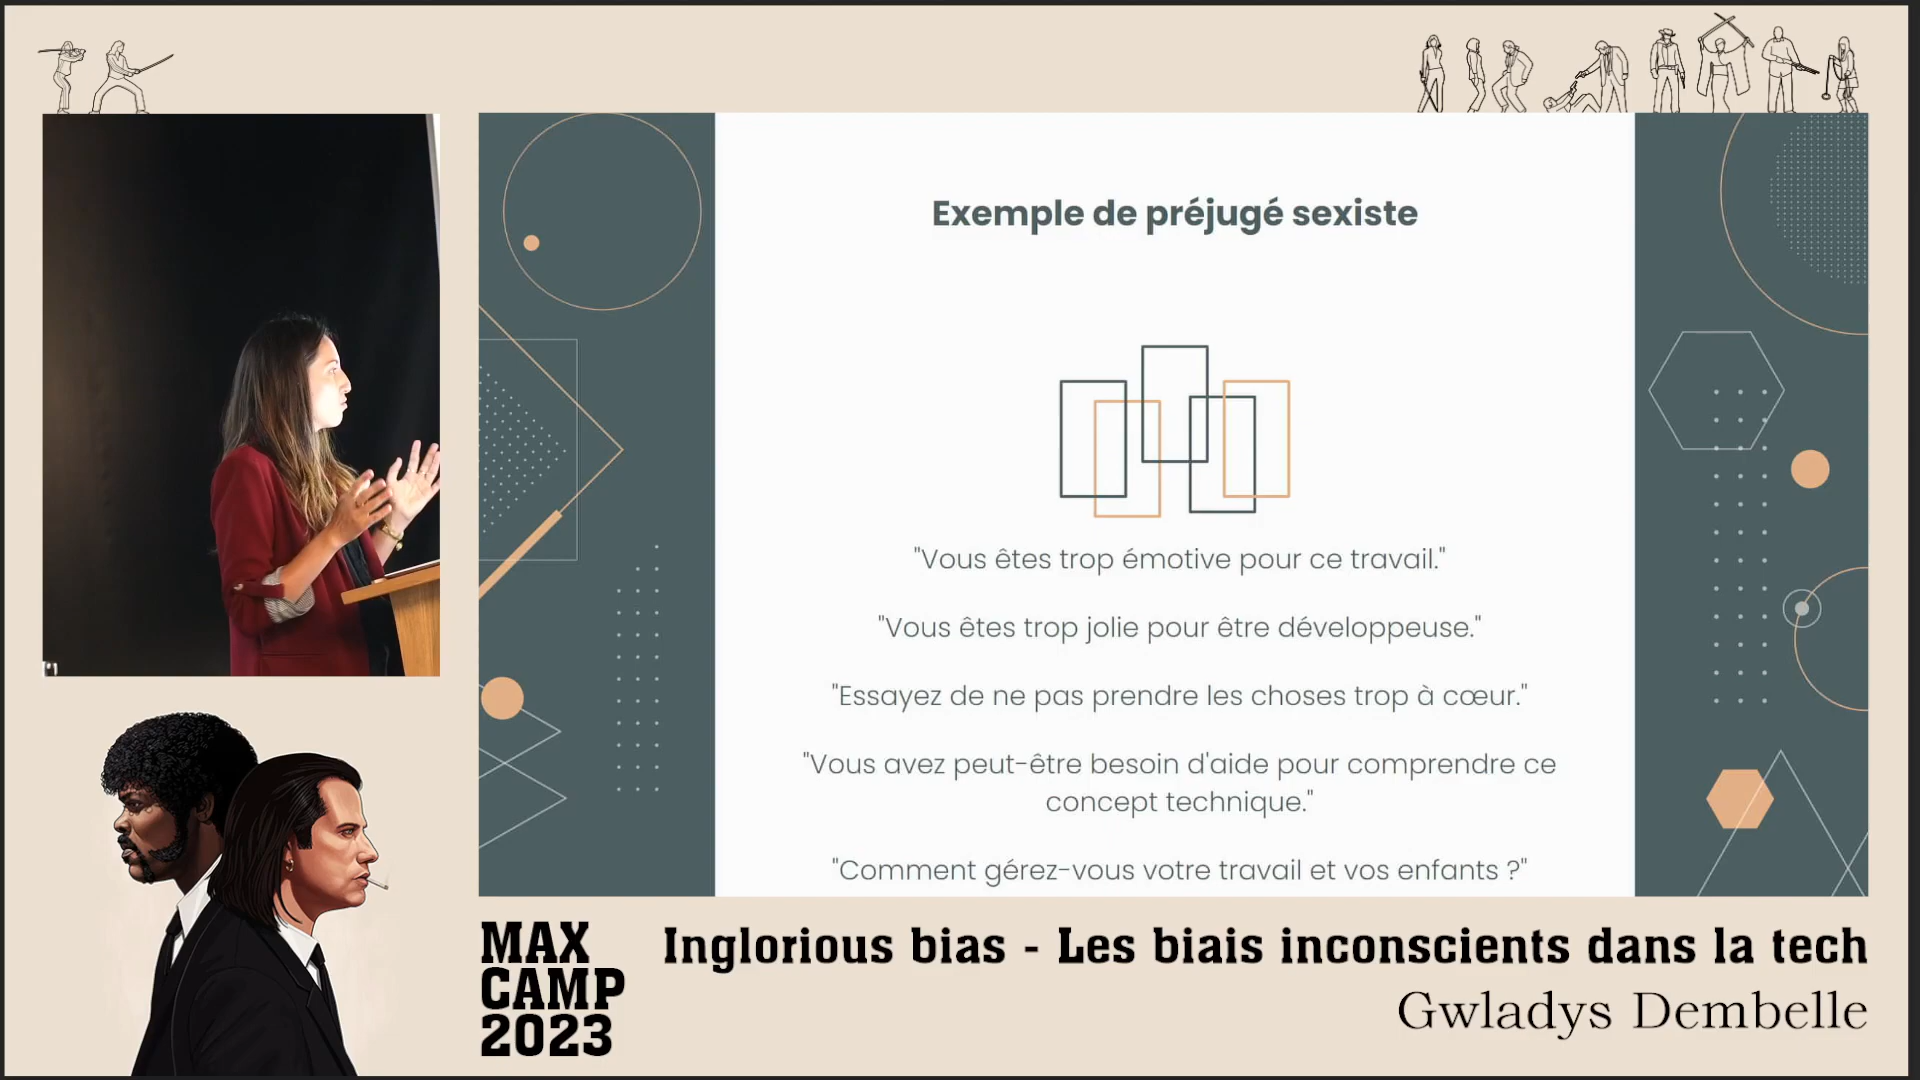 Exemple de préjugé sexiste
"Vous êtes trop émotive pour ce travail."
"Vous êtes trop jolie pour être développeuse."
"Essayez de ne pas prendre les choses trop à cœur."
"Vous avez peut-être besoin d'aide pour comprendre ce
concept technique."
"Comment gérez-vous votre travail et vos enfants ?"
MAX
CAMP
2023
Inglorious bias - Les biais inconscients dans la tech
Gwladys Dembelle